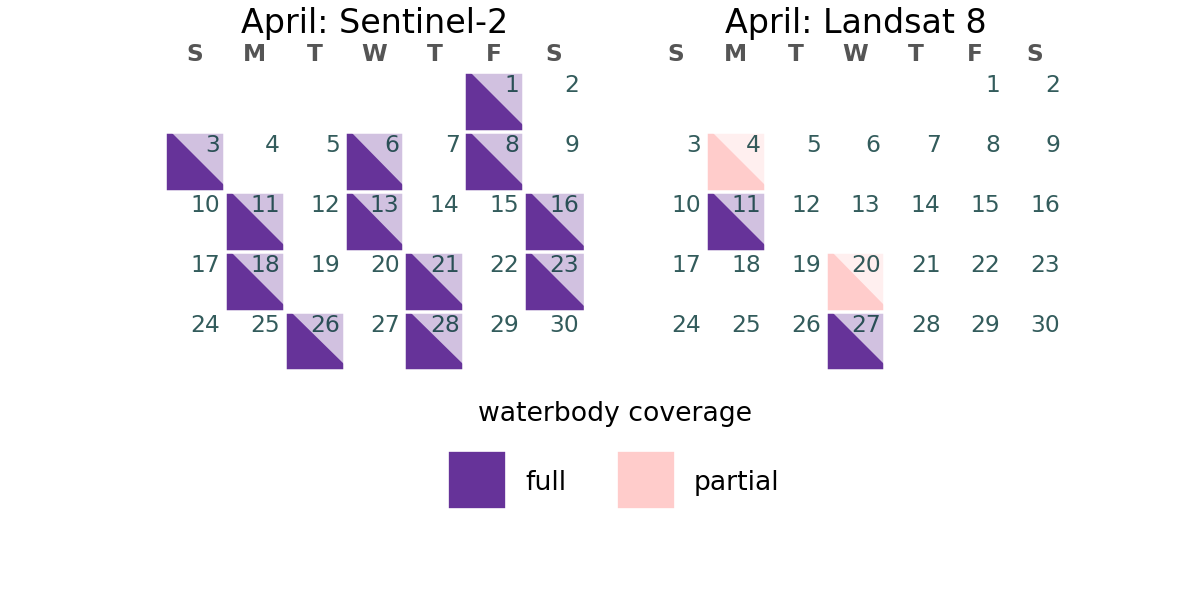 April: Sentinel-2
S M T W T F S
1 2
3 4 5 6 7 8 9
10 11 12 13 14 15 16
17 18 19 20 21 22 23
24 25 26 27 28 29 30
April: Landsat 8
S M T W T F S
1 2
3 4 5 6 7 8 9
10 11 12 13 14 15 16
17 18 19 20 21 22 23
24 25 26 27 28 29 30
waterbody coverage
full partial